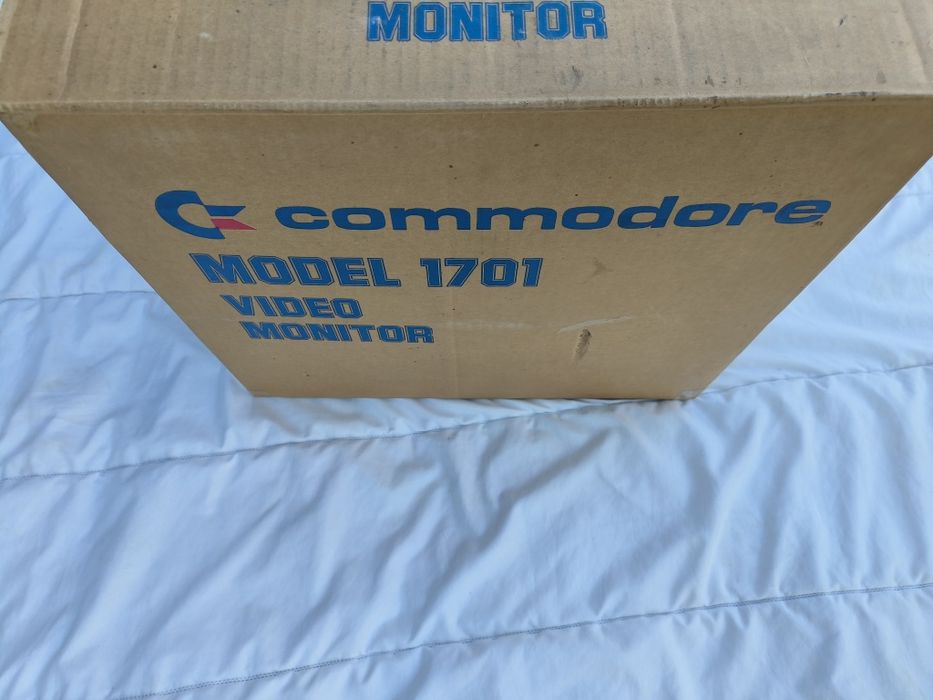 MONITOR
commodore
MODEL 1701
VIDEO
MONITOR